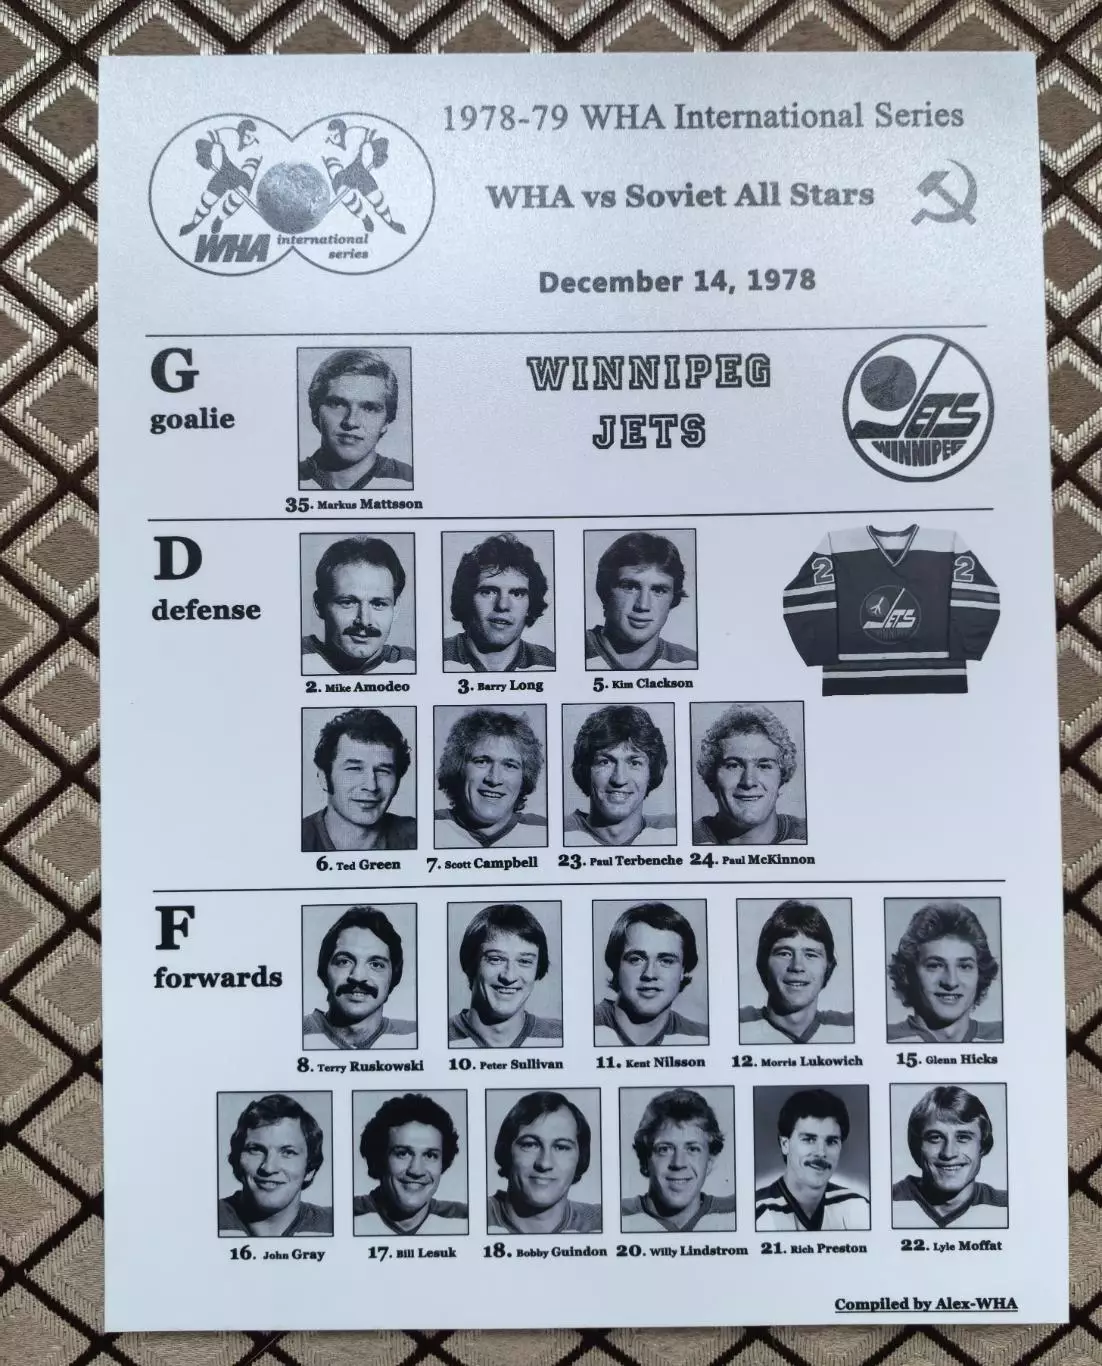 1978-79 WHA International Series
WHA vs Soviet All Stars
WHA international
series
December 14, 1978
G
goalie
WINNIPEG
JETS
JETS
WINNIPEG
35. Markus Mattsson
D
defense
2 2
JETS
WINNIPEG
2. Mike Amodeo 3. Barry Long 5. Kim Clackson
6. Ted Green 7. Scott Campbell 23. Paul Terbenche 24. Paul McKinnon
F
forwards
8. Terry Ruskowski 10. Peter Sullivan 11. Kent Nilsson 12. Morris Lukowich 15. Glenn Hicks
16. John Gray 17. Bill Lesuk 18. Bobby Guindon 20. Willy Lindstrom 21. Rich Preston 22. Lyle Moffat
Compiled by Alex-WHA